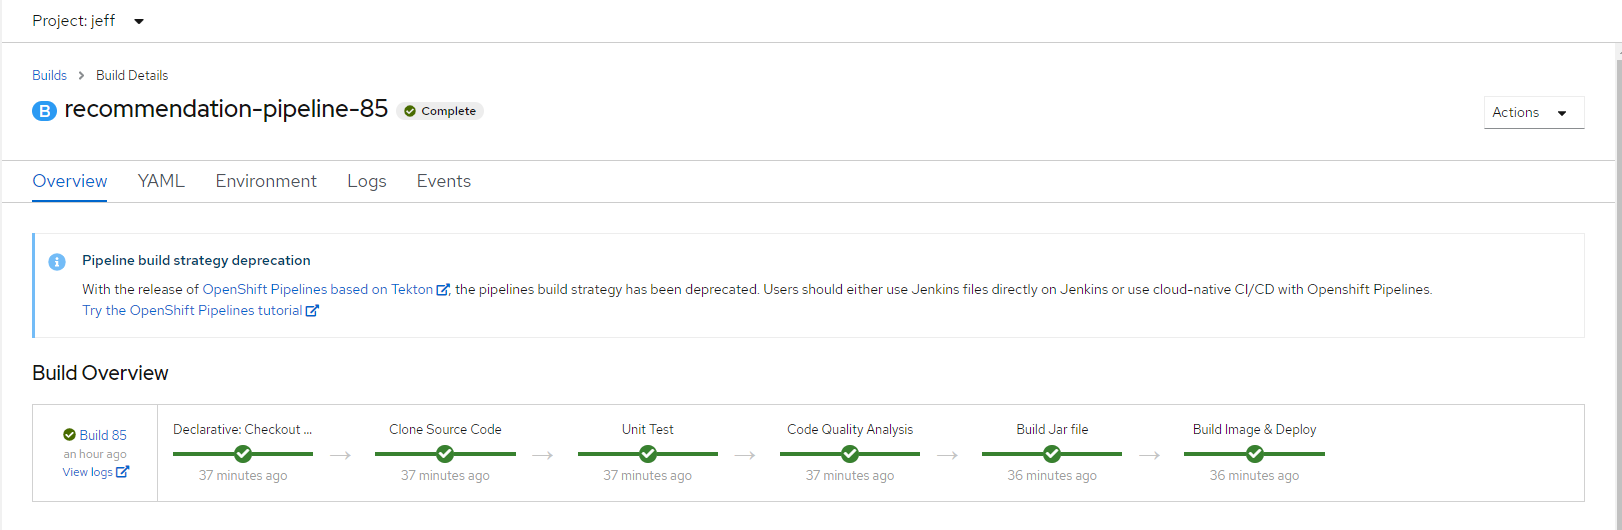 Project: jeff
Builds > Build Details
B recommendation-pipeline-85 Complete
Actions
Overview YAML Environment Logs Events
Pipeline build strategy deprecation
With the release of OpenShift Pipelines based on Tekton, the pipelines build strategy has been deprecated. Users should either use Jenkins files directly on Jenkins or use cloud-native CI/CD with Openshift Pipelines.
Try the OpenShift Pipelines tutorial
Build Overview
Build 85
an hour ago
View logs
Declarative: Checkout ...
37 minutes ago
Clone Source Code
37 minutes ago
Unit Test
37 minutes ago
Code Quality Analysis
37 minutes ago
Build Jar file
36 minutes ago
Build Image & Deploy
36 minutes ago